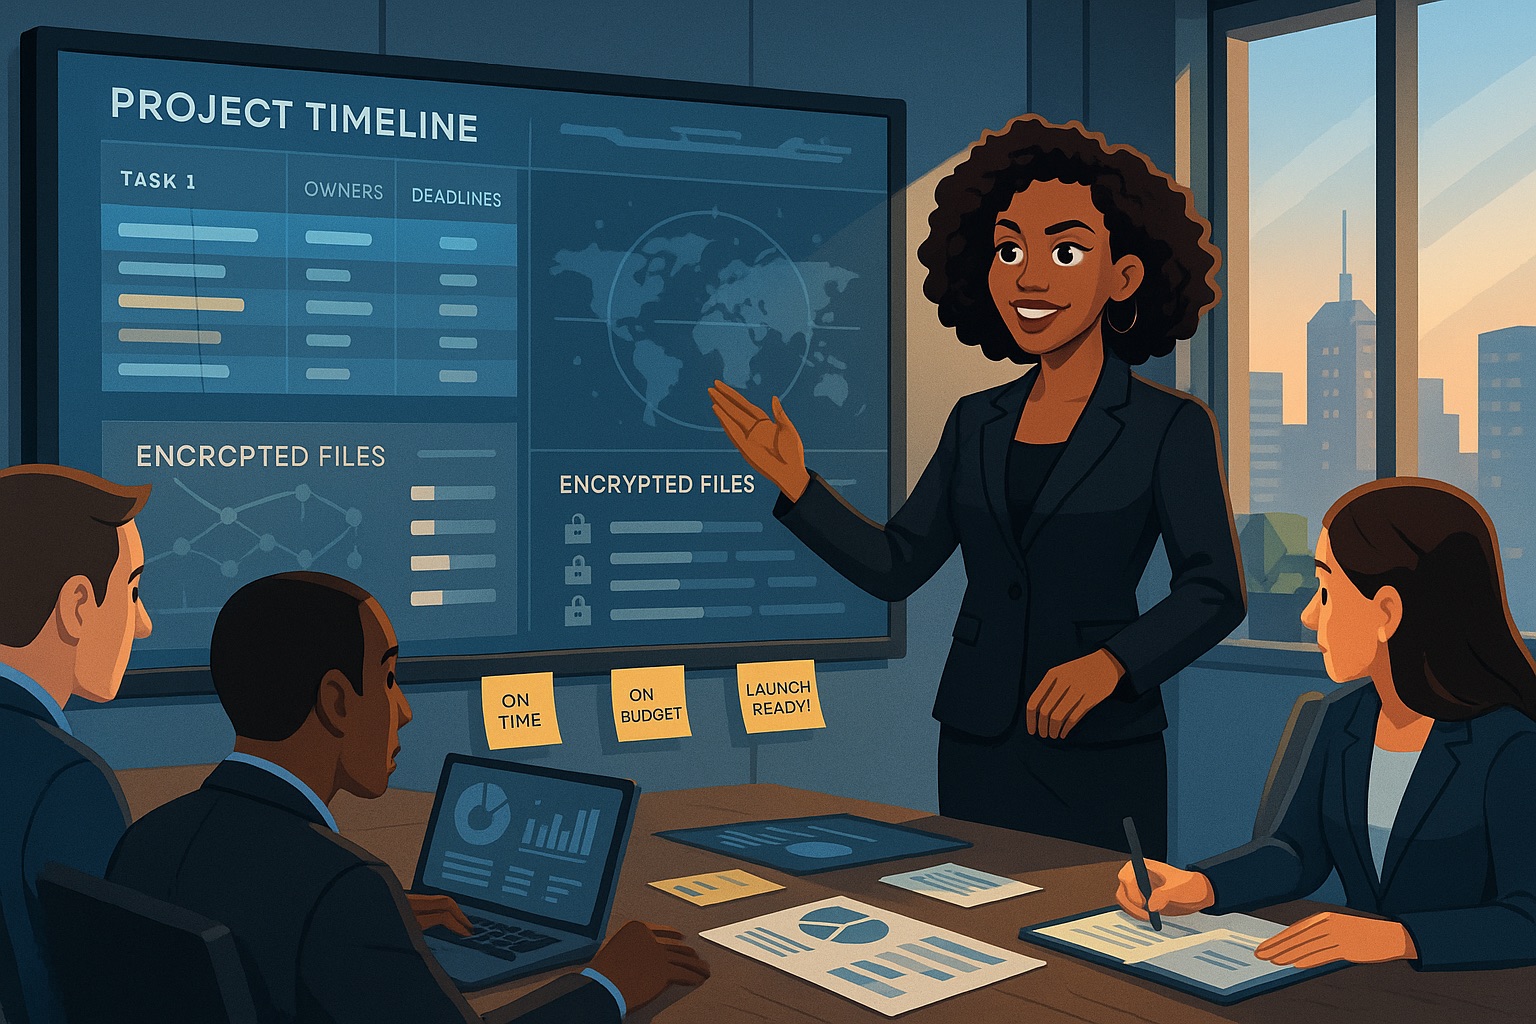 PROJECT TIMELINE
TASK 1
OWNERS
DEADLINES
ENCRCPTED FILES
ENCRYPTED FILES
ON
TIME
ON
BUDGET
LAUNCH
READY!